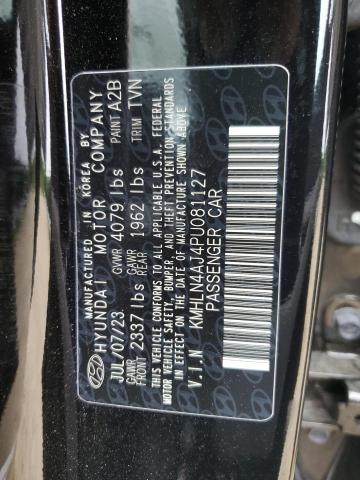 MANUFACTURED IN KOREA BY
HYUNDAI MOTOR COMPANY
JUL/07/23 GVWR 4079 lbs PAINT A2B
GAWR FRONT 2337 lbs GAWR REAR 1962 lbs TRIM TVN
THIS VEHICLE CONFORMS TO ALL APPLICABLE U.S.A. FEDERAL
MOTOR VEHICLE SAFETY, BUMPER, AND THEFT PREVENTION STANDARDS
IN EFFECT ON THE DATE OF MANUFACTURE SHOWN ABOVE.
V.I.N KMHLN4AJ4PU081127
PASSENGER CAR